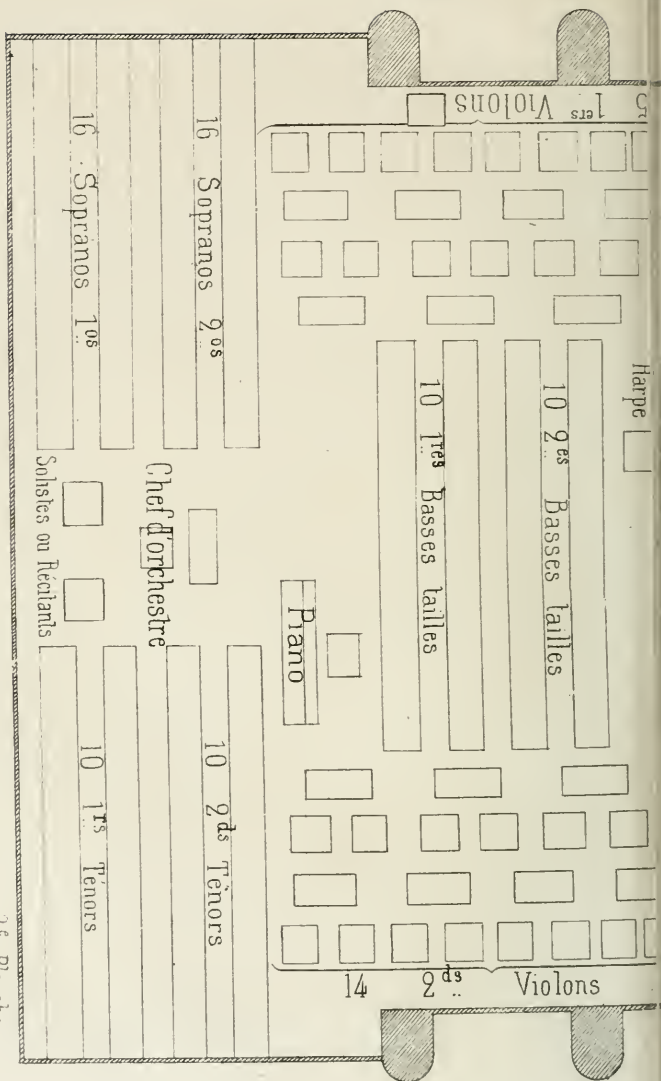 5 1ers Violons
16 Sopranos 1os
16 Sopranos 2os
Harpe
10 1res Basses tailles
10 2es Basses tailles
Solistes ou Récitants
Chef d'orchestre
Piano
10 1rs Ténors
10 2ds Ténors
14 2ds Violons